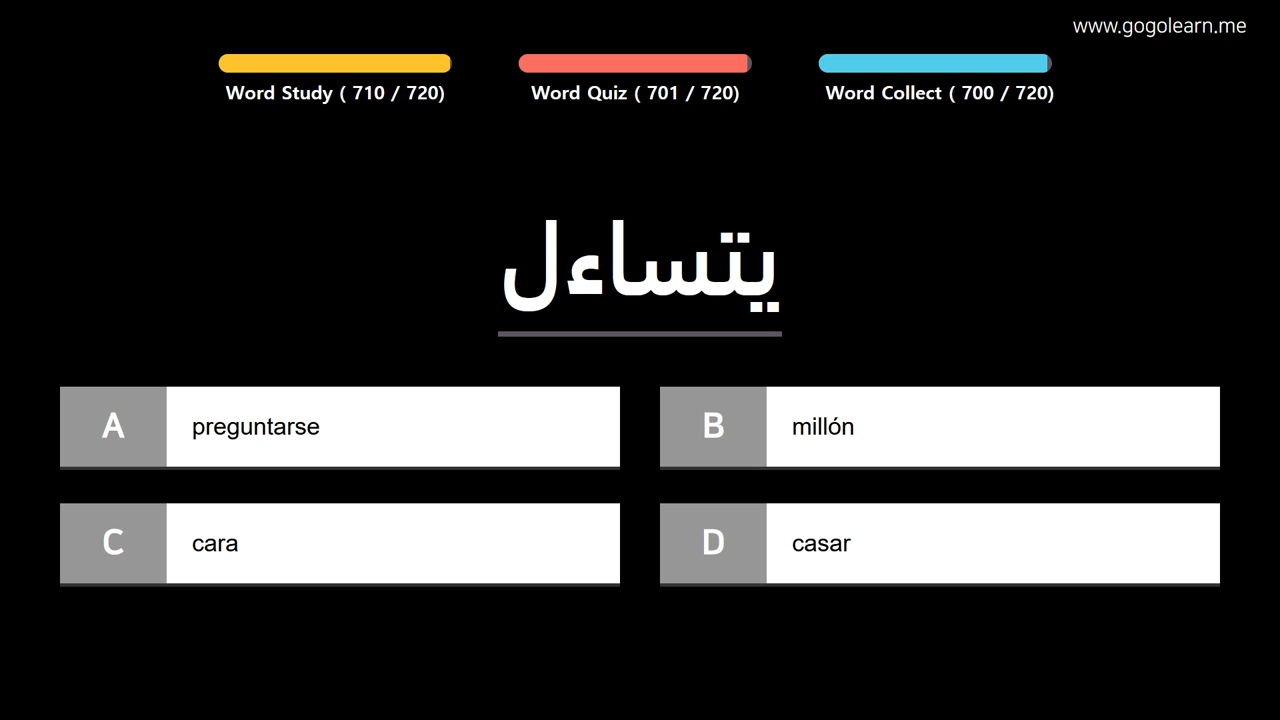 www.gogolearn.me
Word Study ( 710 / 720)
Word Quiz ( 701 / 720)
Word Collect ( 700 / 720)
يتساءل
A preguntarse
B millón
C cara
D casar